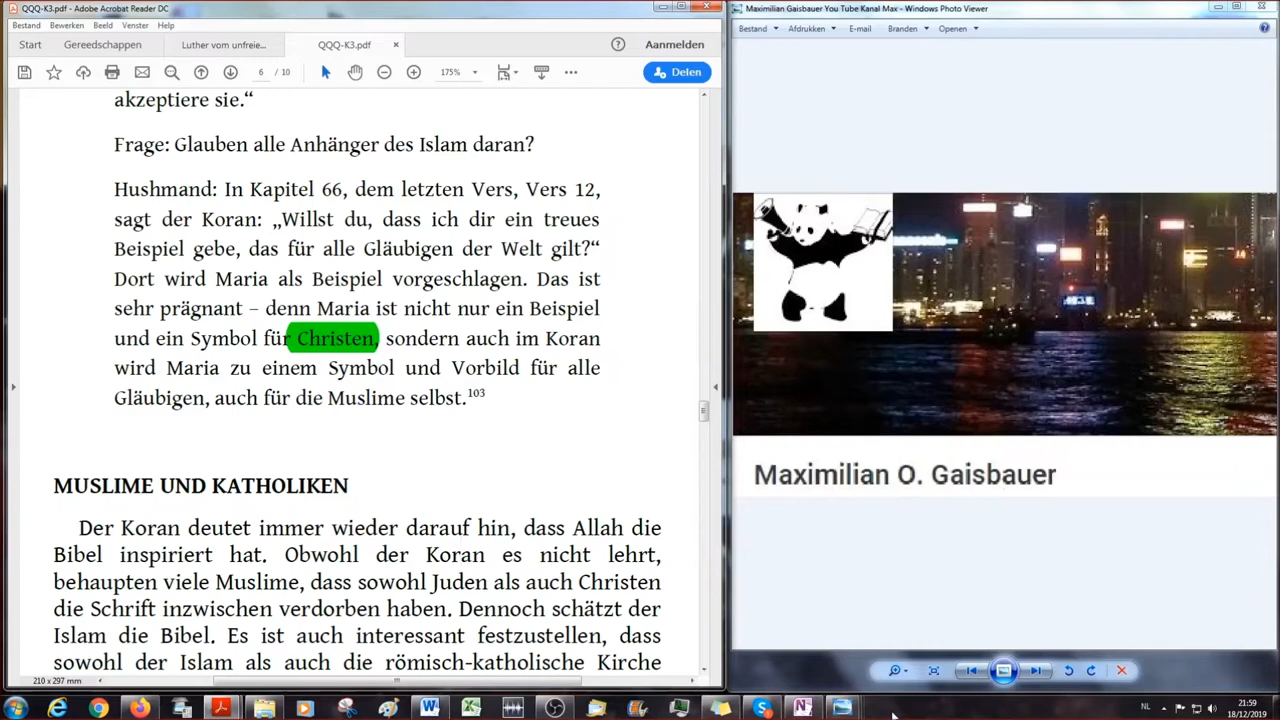 QQQ-K3.pdf - Adobe Acrobat Reader DC
Bestand Bewerken Beeld Venster Help
Start Gereedschappen Luther vom unfreie... QQQ-K3.pdf × Aanmelden
6 / 10 175% Delen
akzeptiere sie.“
Frage: Glauben alle Anhänger des Islam daran?
Hushmand: In Kapitel 66, dem letzten Vers, Vers 12,
sagt der Koran: „Willst du, dass ich dir ein treues
Beispiel gebe, das für alle Gläubigen der Welt gilt?“
Dort wird Maria als Beispiel vorgeschlagen. Das ist
sehr prägnant – denn Maria ist nicht nur ein Beispiel
und ein Symbol für Christen, sondern auch im Koran
wird Maria zu einem Symbol und Vorbild für alle
Gläubigen, auch für die Muslime selbst.¹⁰³
MUSLIME UND KATHOLIKEN
Der Koran deutet immer wieder darauf hin, dass Allah die
Bibel inspiriert hat. Obwohl der Koran es nicht lehrt,
behaupten viele Muslime, dass sowohl Juden als auch Christen
die Schrift inzwischen verdorben haben. Dennoch schätzt der
Islam die Bibel. Es ist auch interessant festzustellen, dass
sowohl der Islam als auch die römisch-katholische Kirche
210 x 297 mm
Maximilian Gaisbauer You Tube Kanal Max - Windows Photo Viewer
Bestand Afdrukken E-mail Branden Openen
Maximilian O. Gaisbauer
NL 21:59
18/12/2019